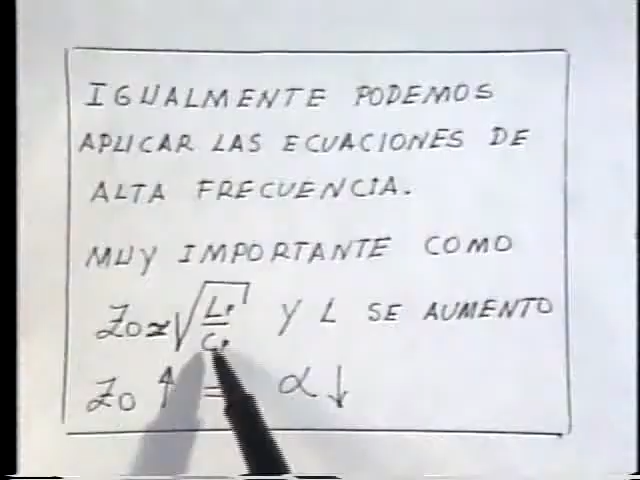 IGUALMENTE PODEMOS
APLICAR LAS ECUACIONES DE
ALTA FRECUENCIA.
MUY IMPORTANTE COMO
Zo ≈ √(L'/C') Y L SE AUMENTO
Zo ↑ = α ↓